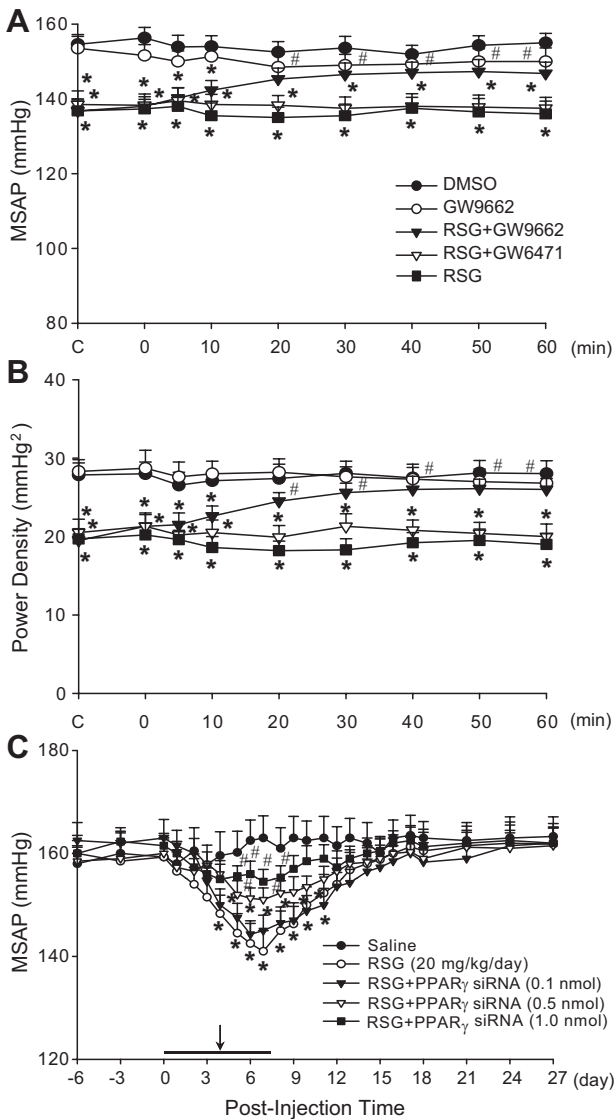 A
160
140
120
100
80
MSAP (mmHg)
DMSO
GW9662
RSG+GW9662
RSG+GW6471
RSG
C 0 10 20 30 40 50 60 (min)
B
40
30
20
10
0
Power Density (mmHg²)
C 0 10 20 30 40 50 60 (min)
C
180
160
140
120
MSAP (mmHg)
Saline
RSG (20 mg/kg/day)
RSG+PPARγ siRNA (0.1 nmol)
RSG+PPARγ siRNA (0.5 nmol)
RSG+PPARγ siRNA (1.0 nmol)
-6 -3 0 3 6 9 12 15 18 21 24 27 (day)
Post-Injection Time